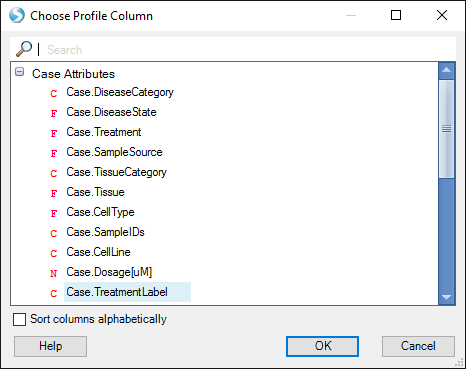 Choose Profile Column
Search
Case Attributes
C Case.DiseaseCategory
F Case.DiseaseState
F Case.Treatment
F Case.SampleSource
C Case.TissueCategory
F Case.Tissue
F Case.CellType
C Case.SampleIDs
C Case.CellLine
N Case.Dosage[uM]
C Case.TreatmentLabel
Sort columns alphabetically
Help OK Cancel